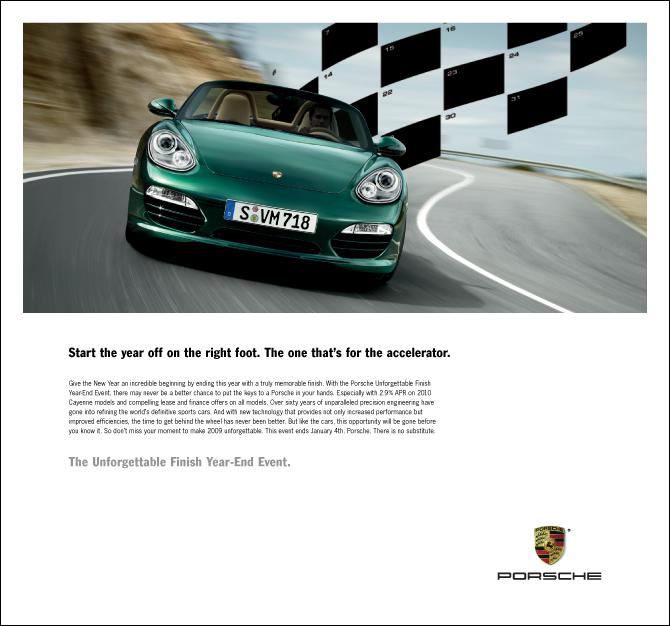 7
16
15
25
8
14
24
23
22
31
30
S VM 718
Start the year off on the right foot. The one that's for the accelerator.
Give the New Year an incredible beginning by ending this year with a truly memorable finish. With the Porsche Unforgettable Finish
Year-End Event, there may never be a better chance to put the keys to a Porsche in your hands. Especially with 2.9% APR on 2010
Cayenne models and compelling lease and finance offers on all models. Over sixty years of unparalleled precision engineering have
gone into refining the world's definitive sports cars. And with new technology that provides not only increased performance but
improved efficiencies, the time to get behind the wheel has never been better. But like the cars, this opportunity will be gone before
you know it. So don't miss your moment to make 2009 unforgettable. This event ends January 4th. Porsche. There is no substitute.
The Unforgettable Finish Year-End Event.
PORSCHE
PORSCHE